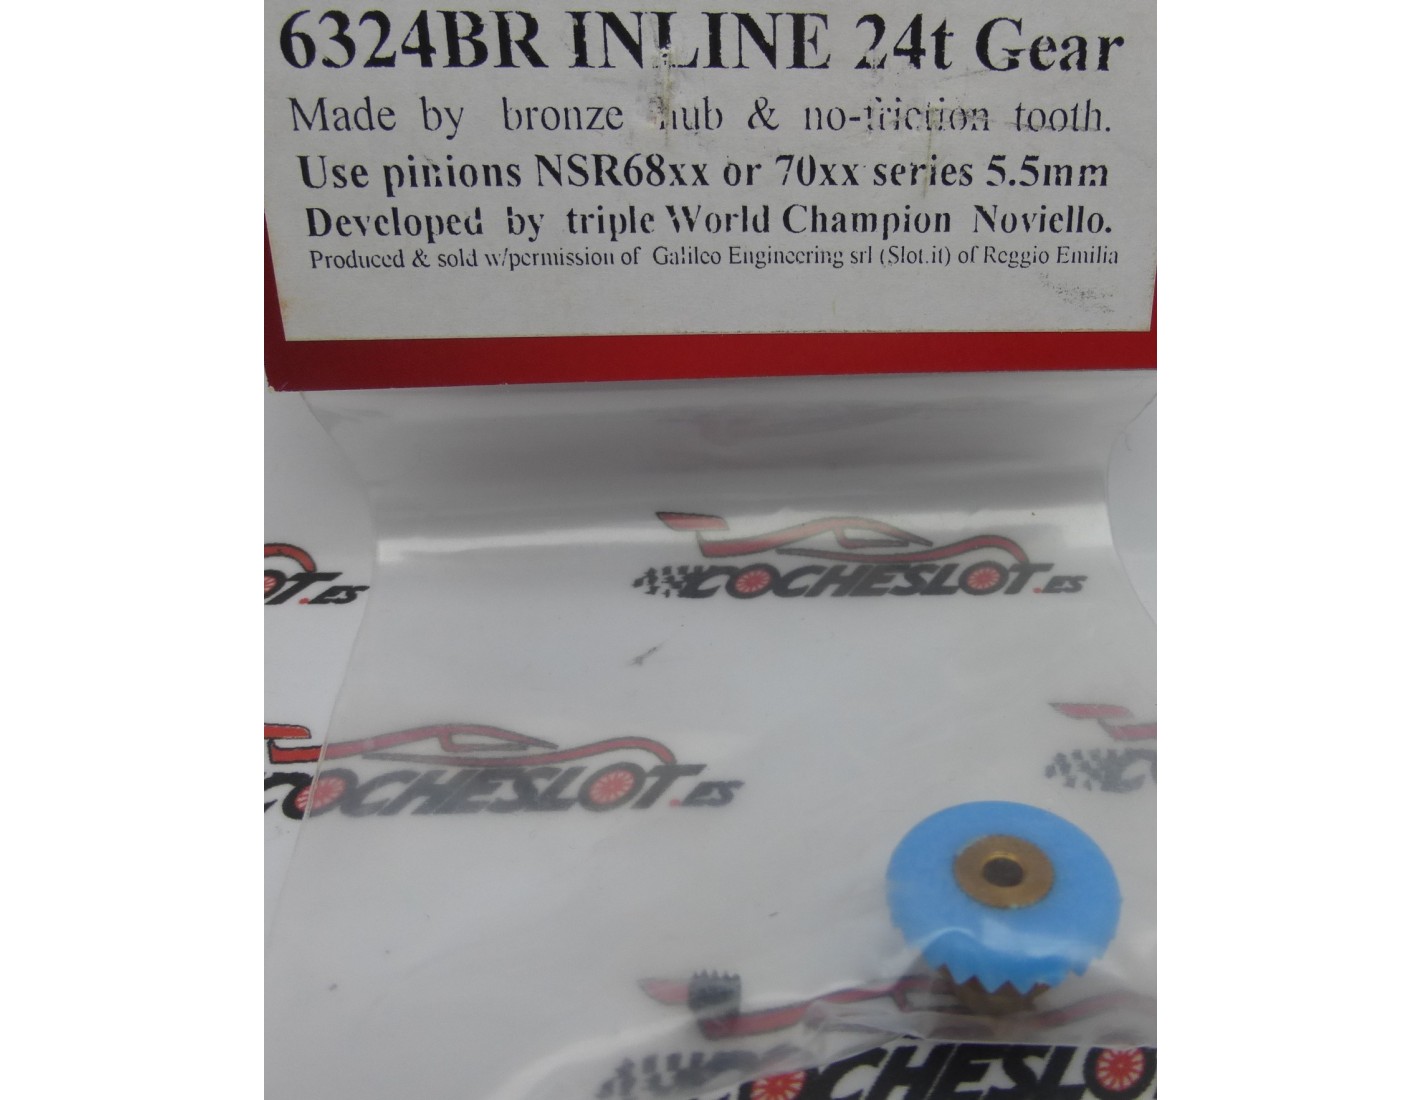 6324BR INLINE 24t Gear
Made by bronze hub & no-friction tooth.
Use pinions NSR68xx or 70xx series 5.5mm
Developed by triple World Champion Noviello.
Produced & sold w/permission of Galileo Engineering srl (Slot.it) of Reggio Emilia
COCHESLOT.ES
OT.ES
COCHESLOT.ES
COCHESLOT